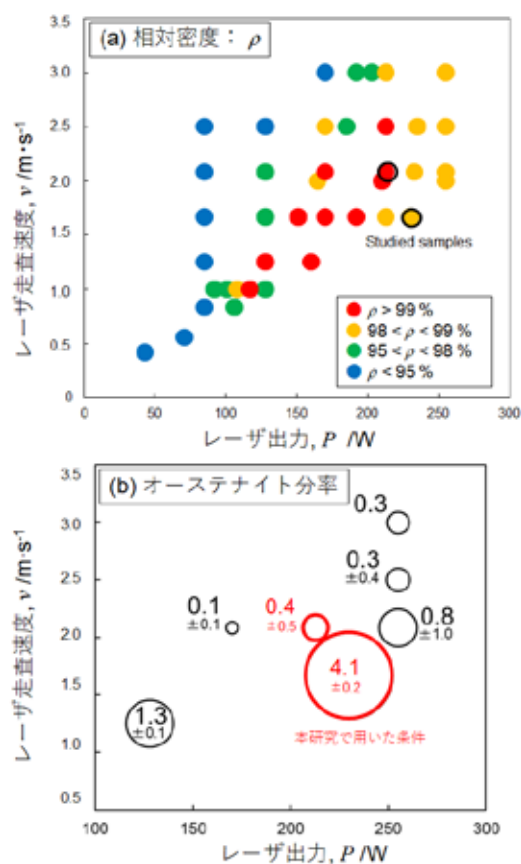 (a) 相対密度： ρ
レーザ走査速度, v /m・s⁻¹
3.5
3.0
2.5
2.0
1.5
1.0
0.5
0
Studied samples
ρ > 99 %
98 < ρ < 99 %
95 < ρ < 98 %
ρ < 95 %
0 50 100 150 200 250 300
レーザ出力, P /W
(b) オーステナイト分率
レーザ走査速度, v /m·s⁻¹
3.5
3.0
2.5
2.0
1.5
1.0
0.5
0.3
0.3
±0.4
0.1
±0.1
0.4
±0.5
0.8
±1.0
4.1
±0.2
1.3
±0.1
本研究で用いた条件
100 150 200 250 300
レーザ出力, P /W